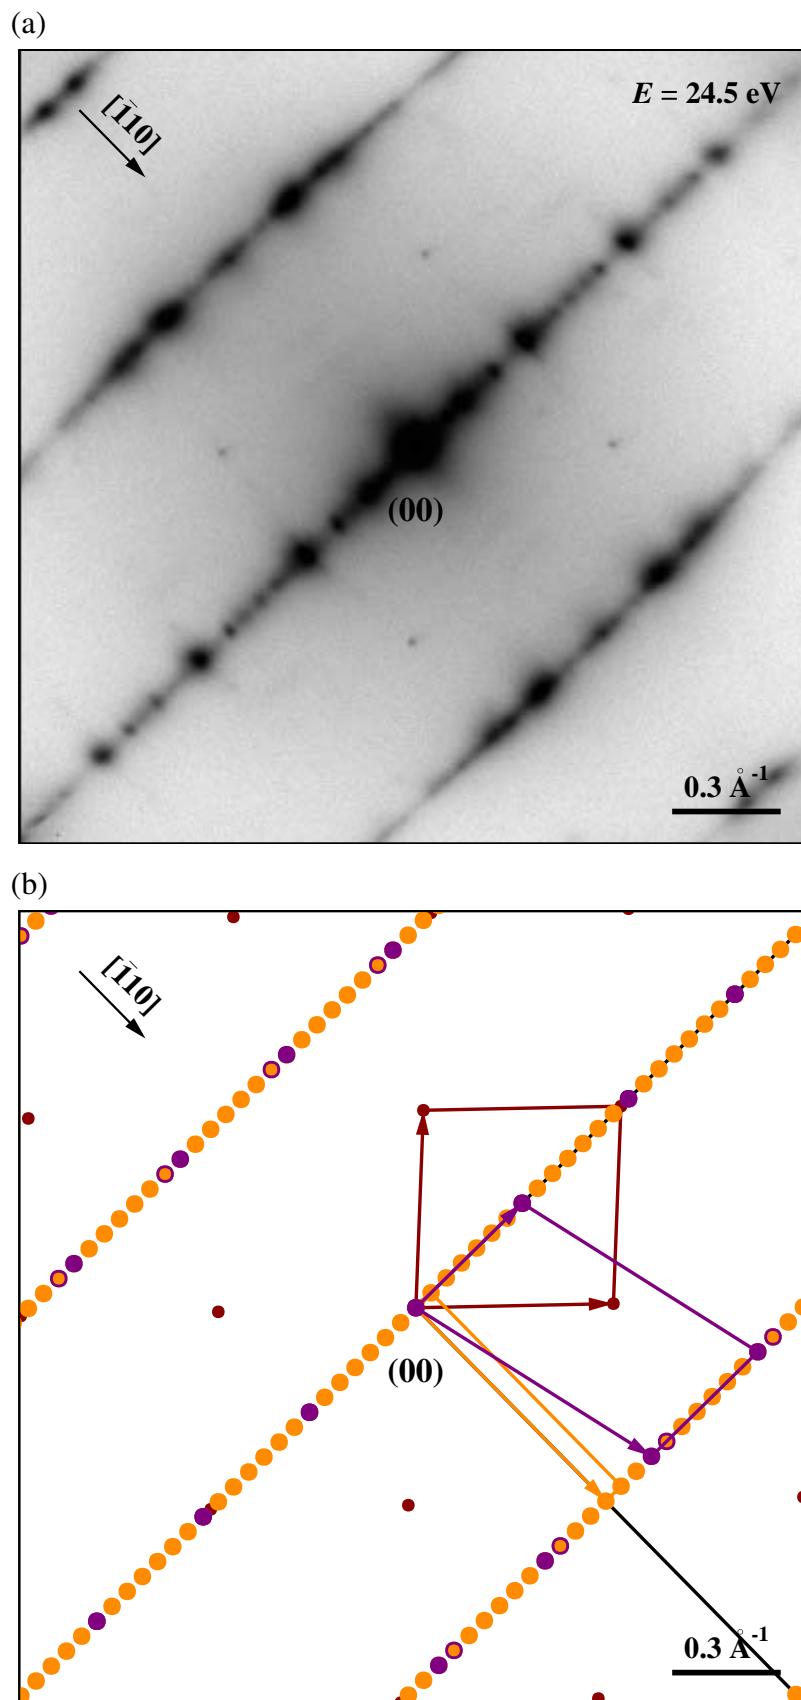 (a)
[1̄10]
E = 24.5 eV
(00)
0.3 Å⁻¹
(b)
[1̄10]
(00)
0.3 Å⁻¹